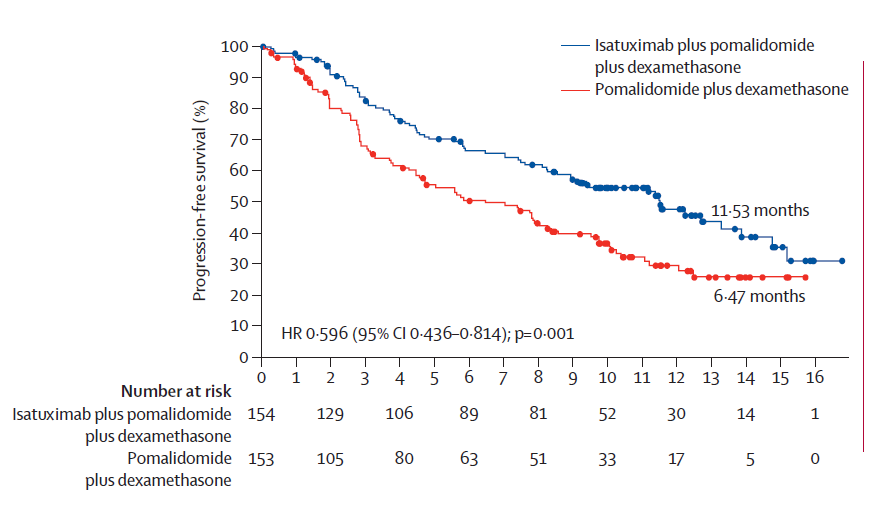 Isatuximab plus pomalidomide
plus dexamethasone
Pomalidomide plus dexamethasone
Progression-free survival (%)
100
90
80
70
60
50
40
30
20
10
0
11·53 months
6·47 months
HR 0·596 (95% CI 0·436–0·814); p=0·001
0 1 2 3 4 5 6 7 8 9 10 11 12 13 14 15 16
Number at risk
Isatuximab plus pomalidomide 154 129 106 89 81 52 30 14 1
plus dexamethasone
Pomalidomide 153 105 80 63 51 33 17 5 0
plus dexamethasone